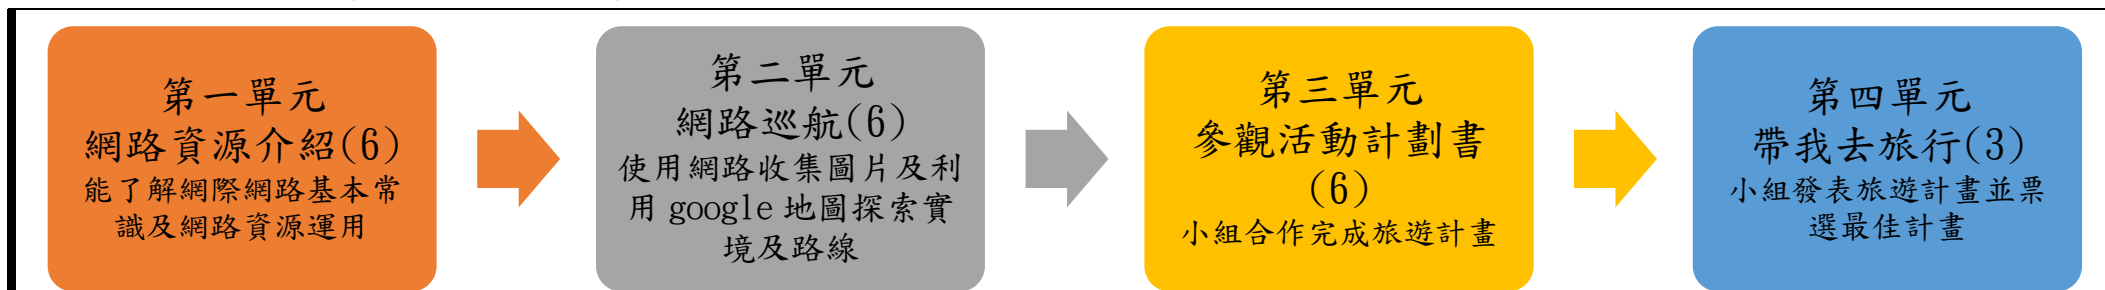 第一單元
網路資源介紹(6)
能了解網際網路基本常
識及網路資源運用
第二單元
網路巡航(6)
使用網路收集圖片及利
用 google 地圖探索實
境及路線
第三單元
參觀活動計劃書
(6)
小組合作完成旅遊計畫
第四單元
帶我去旅行(3)
小組發表旅遊計畫並票
選最佳計畫